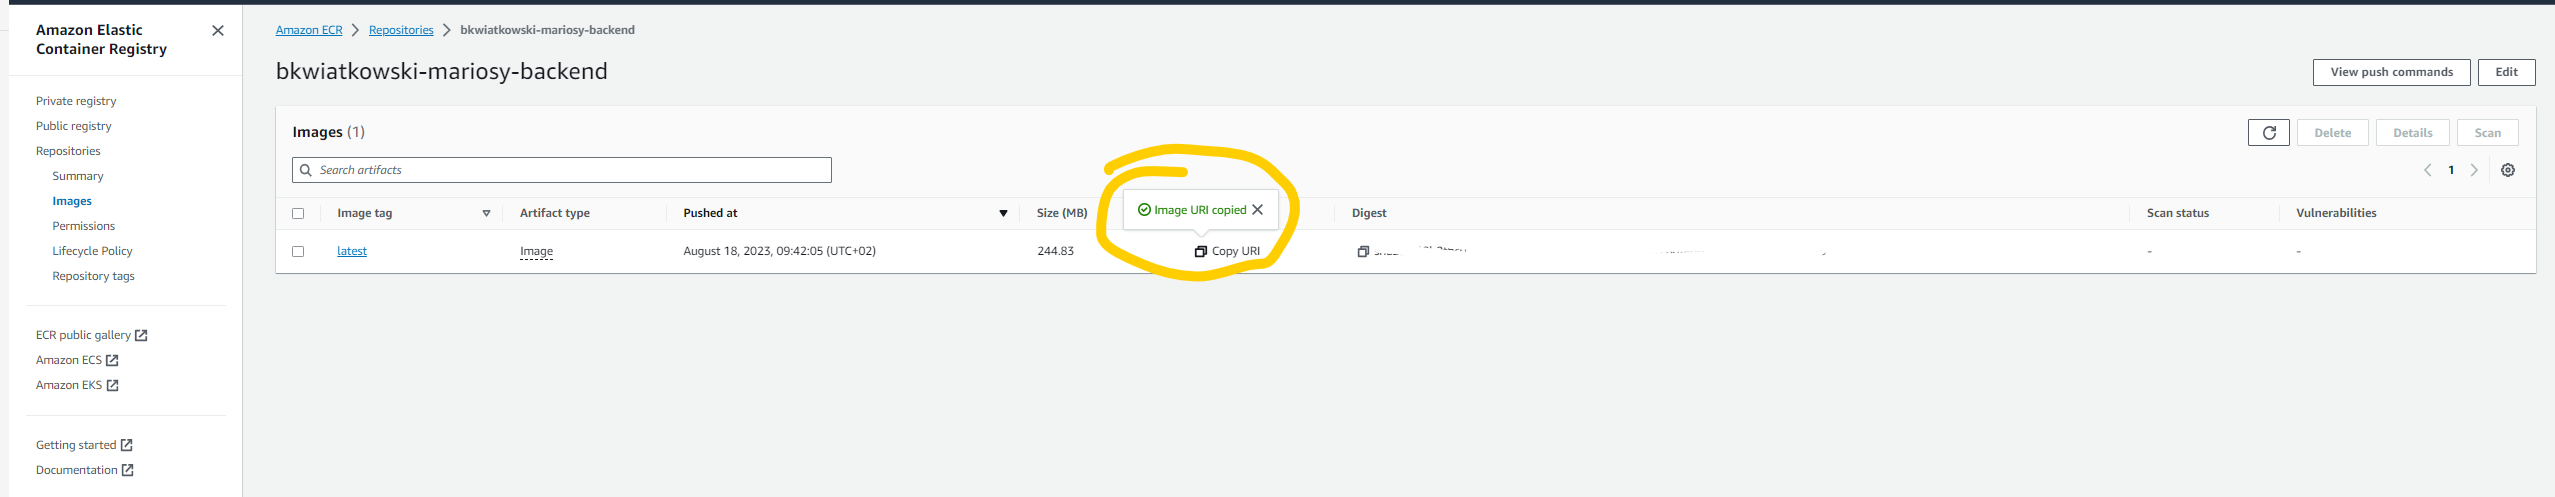 Amazon Elastic
Container Registry
Private registry
Public registry
Repositories
Summary
Images
Permissions
Lifecycle Policy
Repository tags
ECR public gallery
Amazon ECS
Amazon EKS
Getting started
Documentation
Amazon ECR > Repositories > bkwiatkowski-mariosy-backend
bkwiatkowski-mariosy-backend
View push commands Edit
Images (1)
Delete Details Scan
Search artifacts
1
Image URI copied
Image tag Artifact type Pushed at Size (MB) Digest Scan status Vulnerabilities
latest Image August 18, 2023, 09:42:05 (UTC+02) 244.83 Copy URI - -